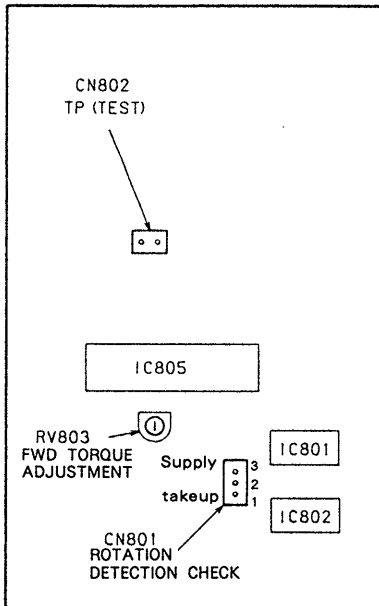 CN802
TP (TEST)
IC805
RV803
FWD TORQUE
ADJUSTMENT
IC801
Supply 3
2
takeup 1
IC802
CN801
ROTATION
DETECTION CHECK